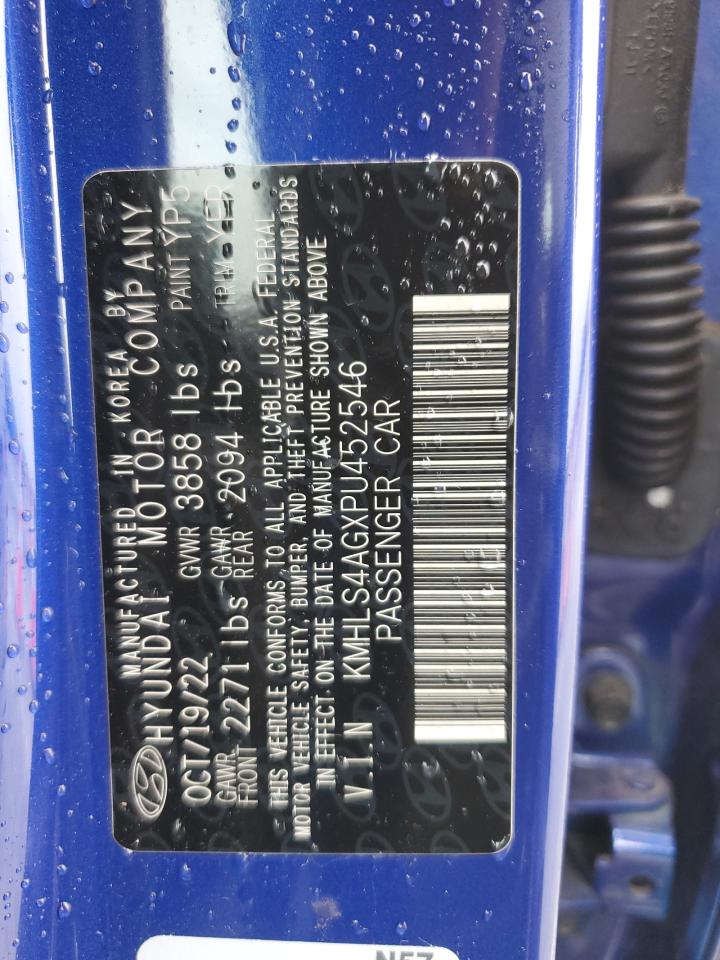 MANUFACTURED IN KOREA BY
HYUNDAI MOTOR COMPANY
OCT/19/22 GVWR 3858 lbs PAINT YP5
GAWR FRONT 2271 lbs GAWR REAR 2094 lbs TRIM YER
THIS VEHICLE CONFORMS TO ALL APPLICABLE U.S.A. FEDERAL
MOTOR VEHICLE SAFETY, BUMPER, AND THEFT PREVENTION STANDARDS
IN EFFECT ON THE DATE OF MANUFACTURE SHOWN ABOVE
V.I.N KMHLS4AGXPU452546
PASSENGER CAR